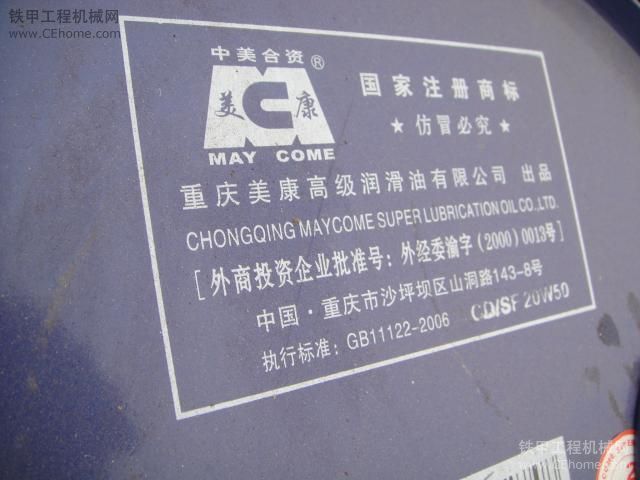 铁甲工程机械网
www.CEhome.com
中美合资 ®
美 C 康
MAY COME
国家注册商标
★ 仿冒必究 ★
重庆美康高级润滑油有限公司 出品
CHONGQING MAYCOME SUPER LUBRICATION OIL CO.,LTD.
[外商投资企业批准号：外经委渝字（2000）0013号]
中国·重庆市沙坪坝区山洞路143-8号
执行标准：GB11122-2006 CD/SF 20W50
铁甲工程机械网
www.CEhome.com